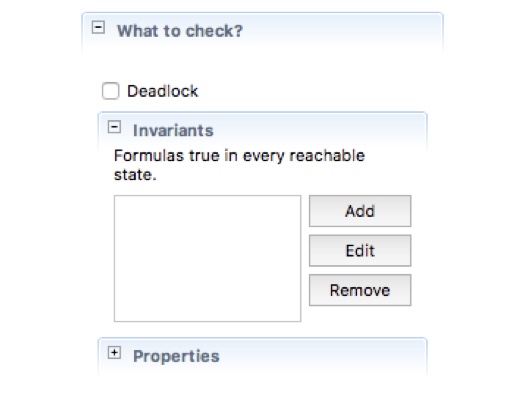 What to check?
Deadlock
Invariants
Formulas true in every reachable
state.
Add
Edit
Remove
Properties